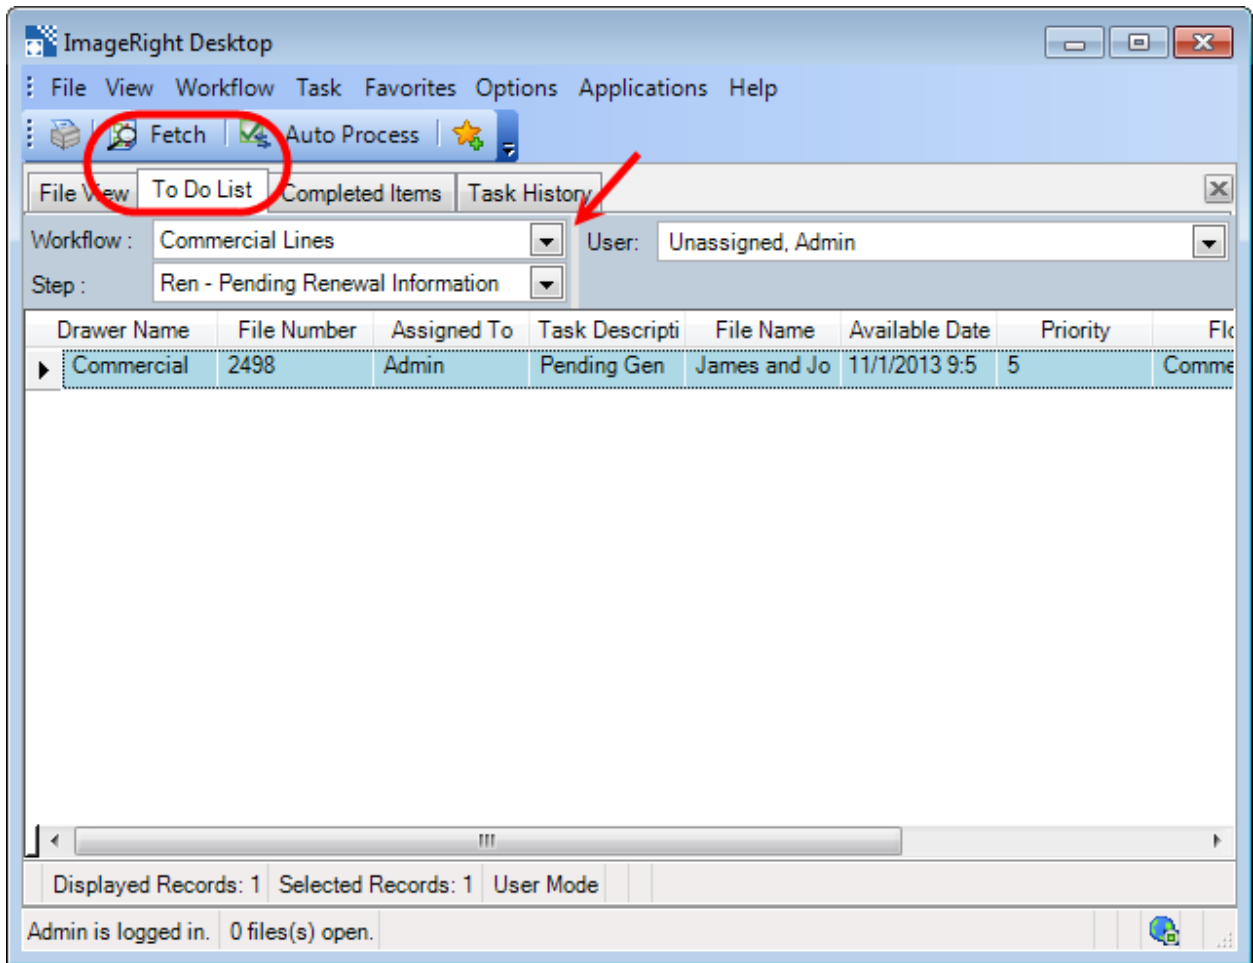 ImageRight Desktop
File View Workflow Task Favorites Options Applications Help
Fetch Auto Process
File View To Do List Completed Items Task History
Workflow : Commercial Lines User: Unassigned, Admin
Step : Ren - Pending Renewal Information
Drawer Name File Number Assigned To Task Descripti File Name Available Date Priority Flo
Commercial 2498 Admin Pending Gen James and Jo 11/1/2013 9:5 5 Comme
Displayed Records: 1 Selected Records: 1 User Mode
Admin is logged in. 0 files(s) open.